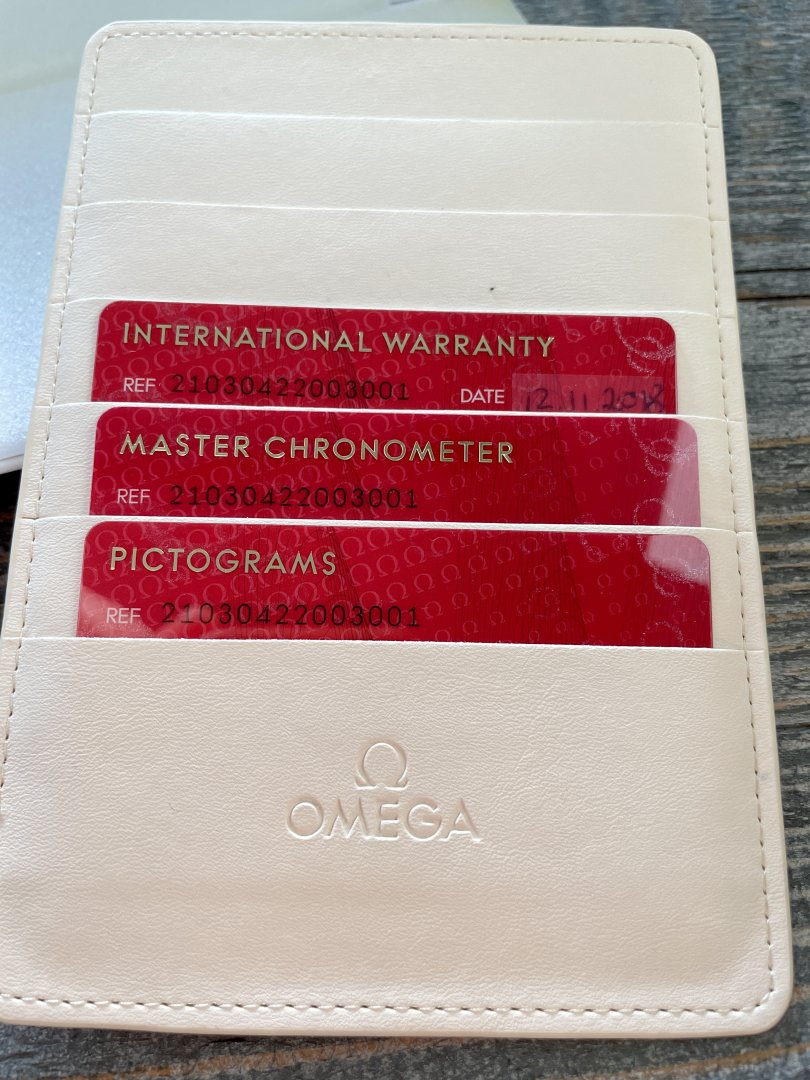 INTERNATIONAL WARRANTY
REF 21030422003001 DATE 12.11.2018
MASTER CHRONOMETER
REF 21030422003001
PICTOGRAMS
REF 21030422003001
Ω
OMEGA